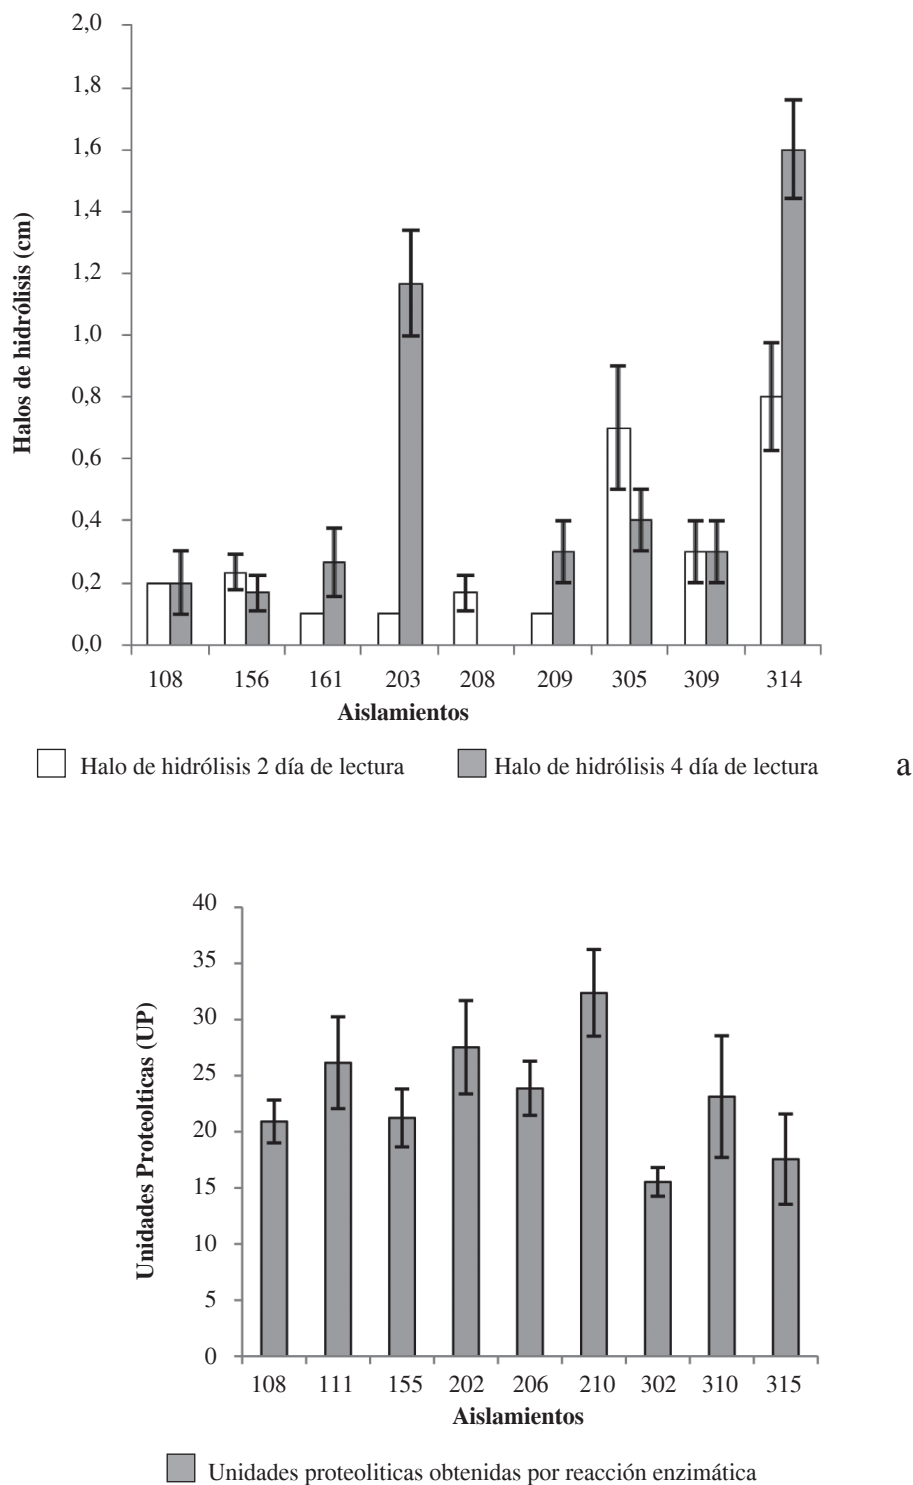 2,0
1,8
1,6
1,4
1,2
1,0
0,8
0,6
0,4
0,2
0,0
Halos de hidrólisis (cm)
108 156 161 203 208 209 305 309 314
Aislamientos
Halo de hidrólisis 2 día de lectura Halo de hidrólisis 4 día de lectura
a
40
35
30
25
20
15
10
5
0
Unidades Proteolticas (UP)
108 111 155 202 206 210 302 310 315
Aislamientos
Unidades proteoliticas obtenidas por reacción enzimática